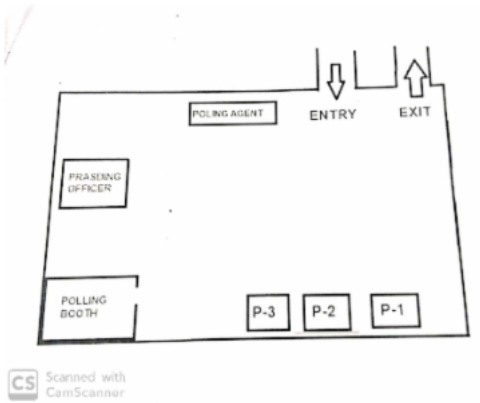 POLING AGENT
ENTRY
EXIT
PRASDING
OFFICER
POLLING
BOOTH
P-3
P-2
P-1
CS
Scanned with
CamScanner